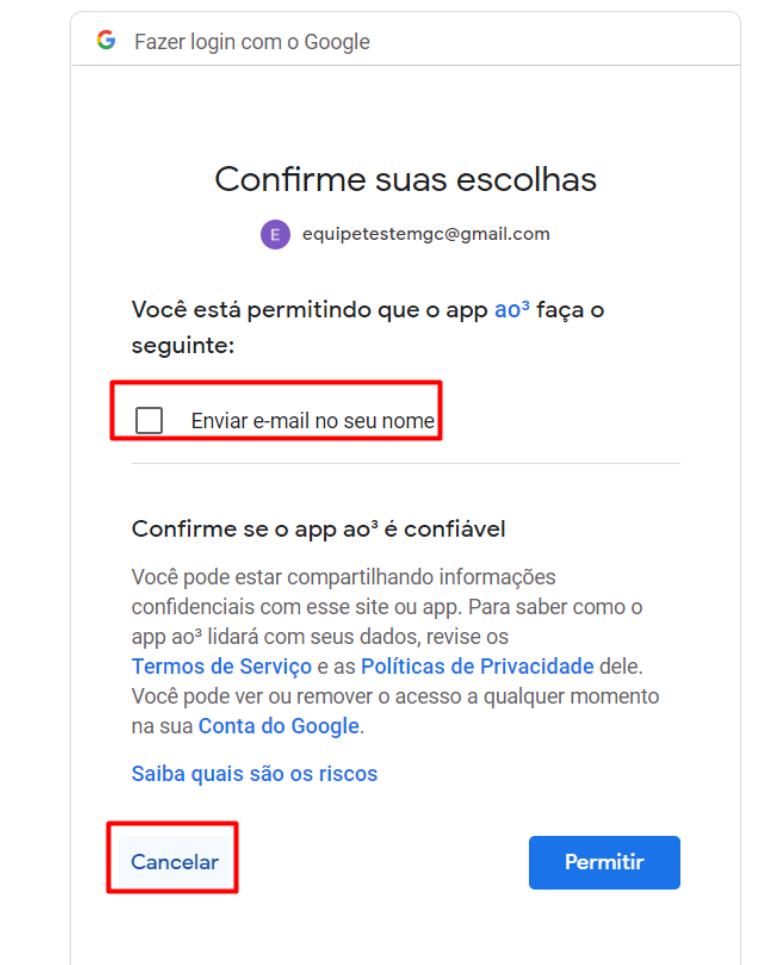 Fazer login com o Google
Confirme suas escolhas
E equipetestemgc@gmail.com
Você está permitindo que o app ao³ faça o
seguinte:
Enviar e-mail no seu nome
Confirme se o app ao³ é confiável
Você pode estar compartilhando informações
confidenciais com esse site ou app. Para saber como o
app ao³ lidará com seus dados, revise os
Termos de Serviço e as Políticas de Privacidade dele.
Você pode ver ou remover o acesso a qualquer momento
na sua Conta do Google.
Saiba quais são os riscos
Cancelar Permitir